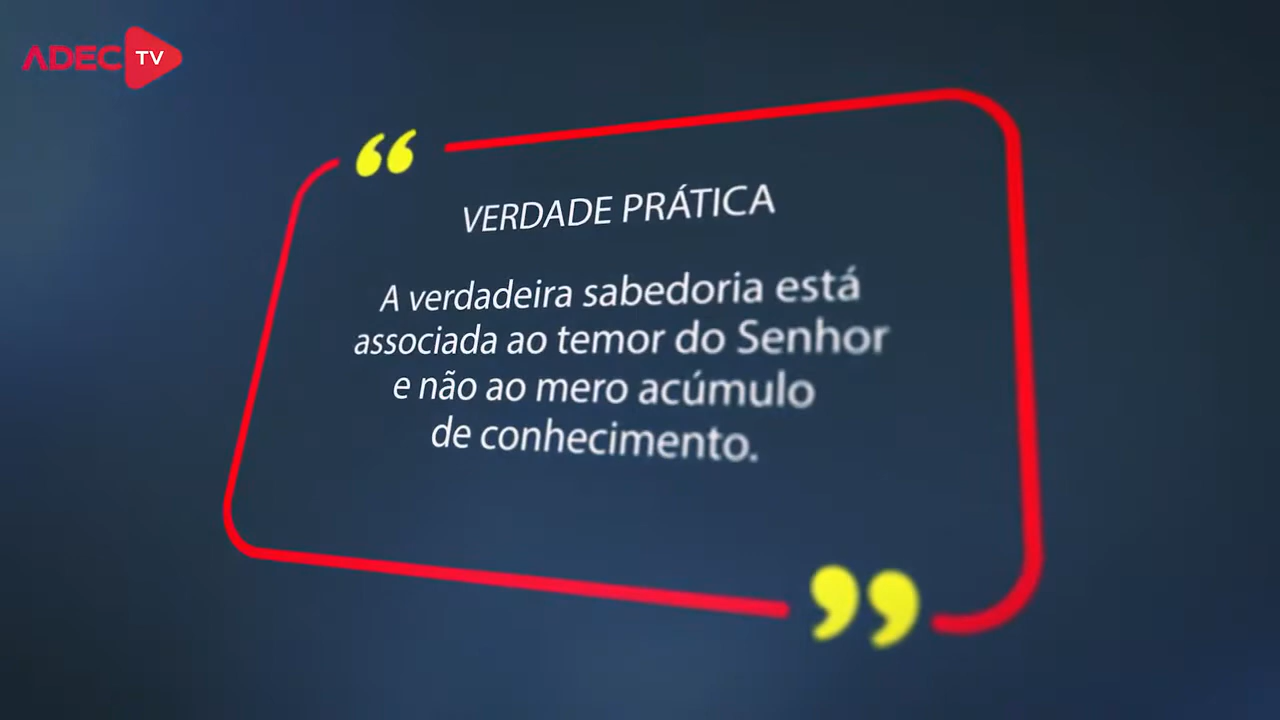 ADEC TV
“
VERDADE PRÁTICA
A verdadeira sabedoria está
associada ao temor do Senhor
e não ao mero acúmulo
de conhecimento.
”